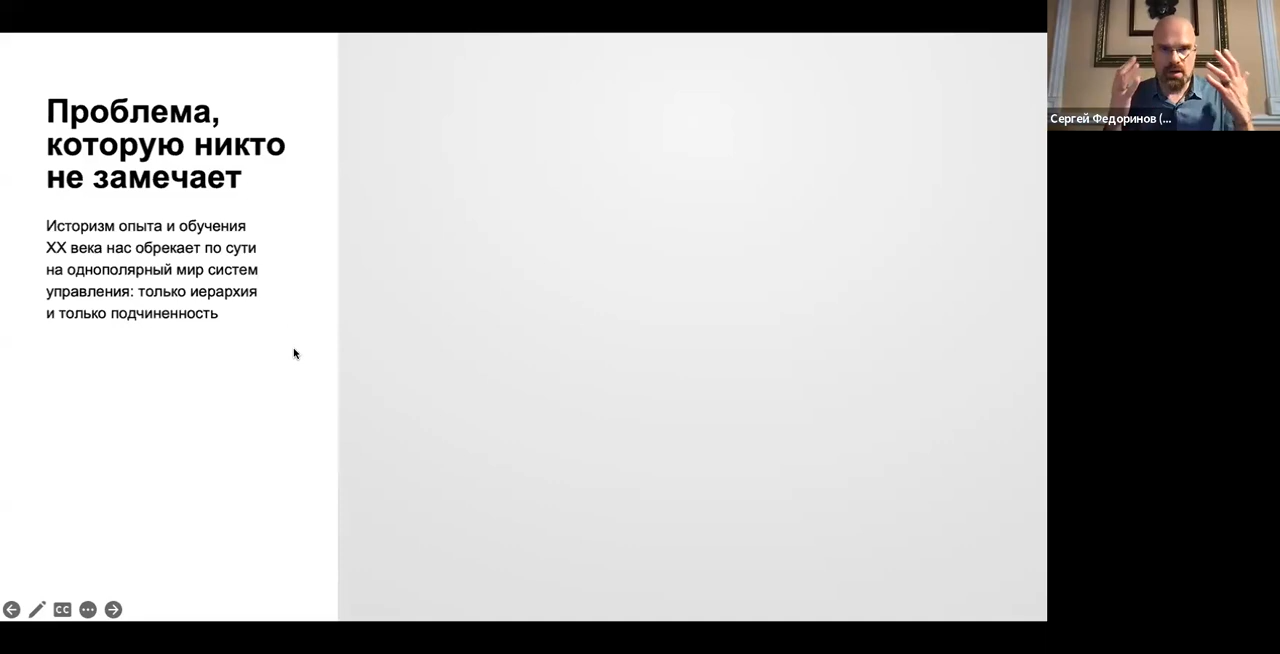 Проблема,
которую никто
не замечает
Историзм опыта и обучения
XX века нас обрекает по сути
на однополярный мир систем
управления: только иерархия
и только подчиненность
Сергей Федоринов (...
CC